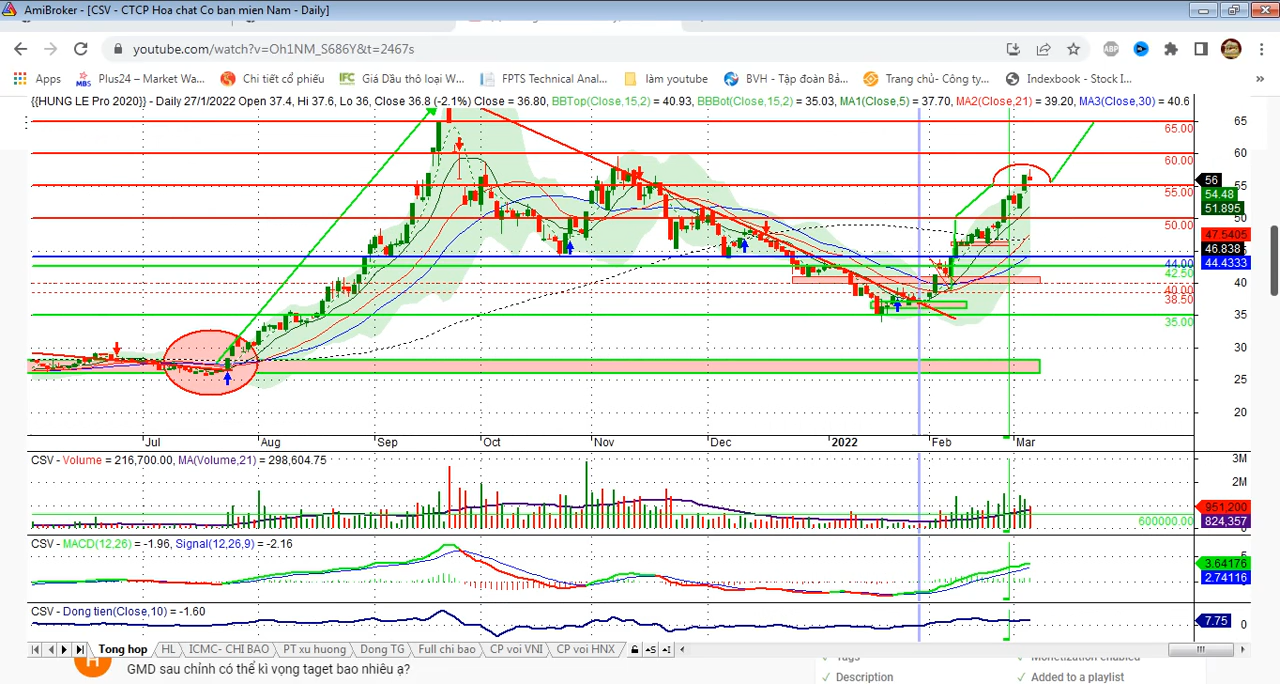 AmiBroker - [CSV - CTCP Hoa chat Co ban mien Nam - Daily]
youtube.com/watch?v=Oh1NM_S686Y&t=2467s
ABP
Apps
MBS
Plus24 – Market Wa...
Chi tiết cổ phiếu
IFC
Giá Dầu thô loại W...
FPTS Technical Anal...
làm youtube
BVH - Tập đoàn Bả...
Trang chủ- Công ty...
Indexbook - Stock I...
»
{{HUNG LE Pro 2020}} - Daily 27/1/2022 Open 37.4, Hi 37.6, Lo 36, Close 36.8 (-2.1%) Close = 36.80, BBTop(Close,15,2) = 40.93, BBBot(Close,15,2) = 35.03, MA1(Close,5) = 37.70, MA2(Close,21) = 39.20, MA3(Close,30) = 40.6
65.00
65
60.00
60
56
55.00
55
54.48
51.895
50.00
50
47.5405
46.838
44.00
44.4333
42.50
40.00
40
38.50
35.00
35
30
25
20
Jul Aug Sep Oct Nov Dec 2022 Feb Mar
CSV - Volume = 216,700.00, MA(Volume,21) = 298,604.75
3M
2M
951,200
600000.00
824,357
0
CSV - MACD(12,26) = -1.96, Signal(12,26,9) = -2.16
5
3.64176
2.74116
CSV - Dong tien(Close,10) = -1.60
7.75
0
Tong hop
HL
ICMC- CHI BAO
PT xu huong
Dong TG
Full chi bao
CP voi VNI
CP voi HNX
H
GMD sau chỉnh có thể kì vọng taget bao nhiêu ạ?
Tags
Monetization enabled
✓ Description
✓ Added to a playlist